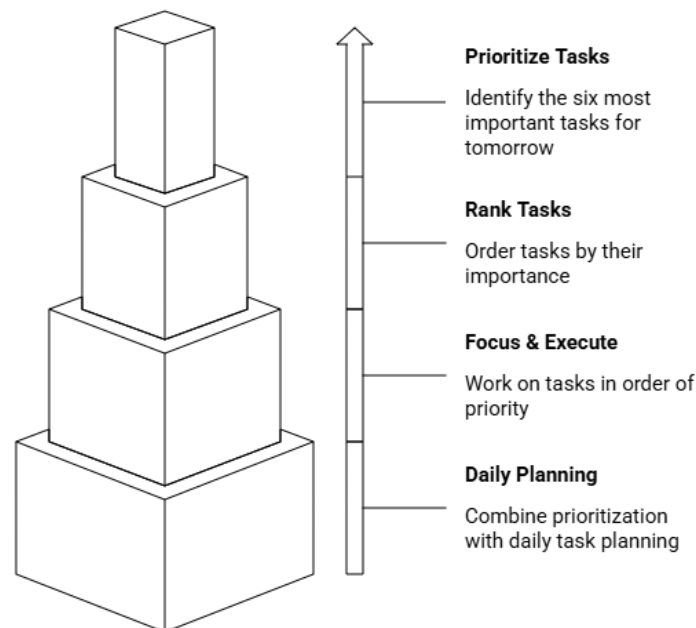 Prioritize Tasks
Identify the six most
important tasks for
tomorrow
Rank Tasks
Order tasks by their
importance
Focus & Execute
Work on tasks in order of
priority
Daily Planning
Combine prioritization
with daily task planning